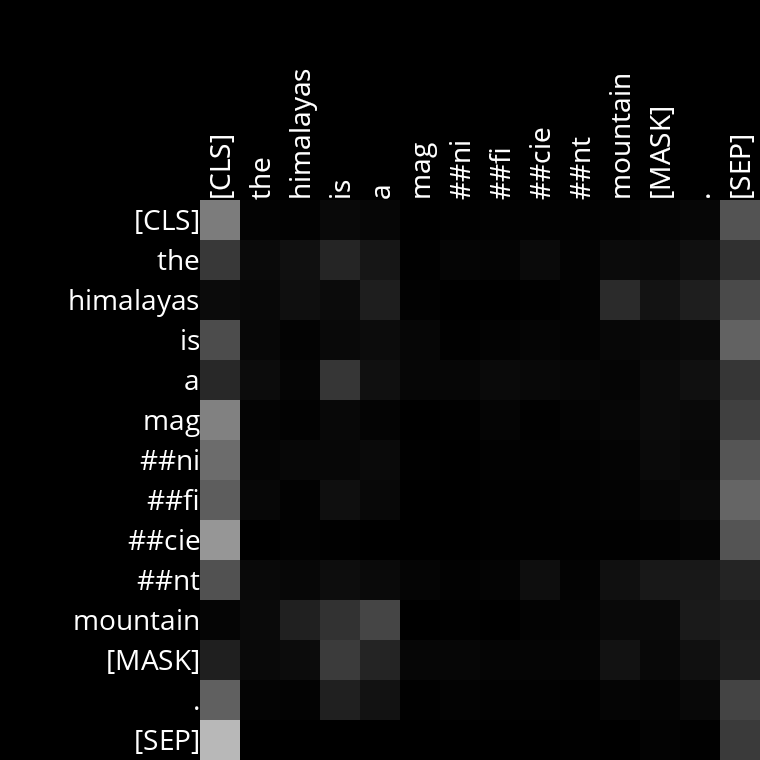 [CLS] the himalayas is a mag ##ni ##fi ##cie ##nt mountain [MASK] . [SEP]
[CLS]
the
himalayas
is
a
mag
##ni
##fi
##cie
##nt
mountain
[MASK]
.
[SEP]